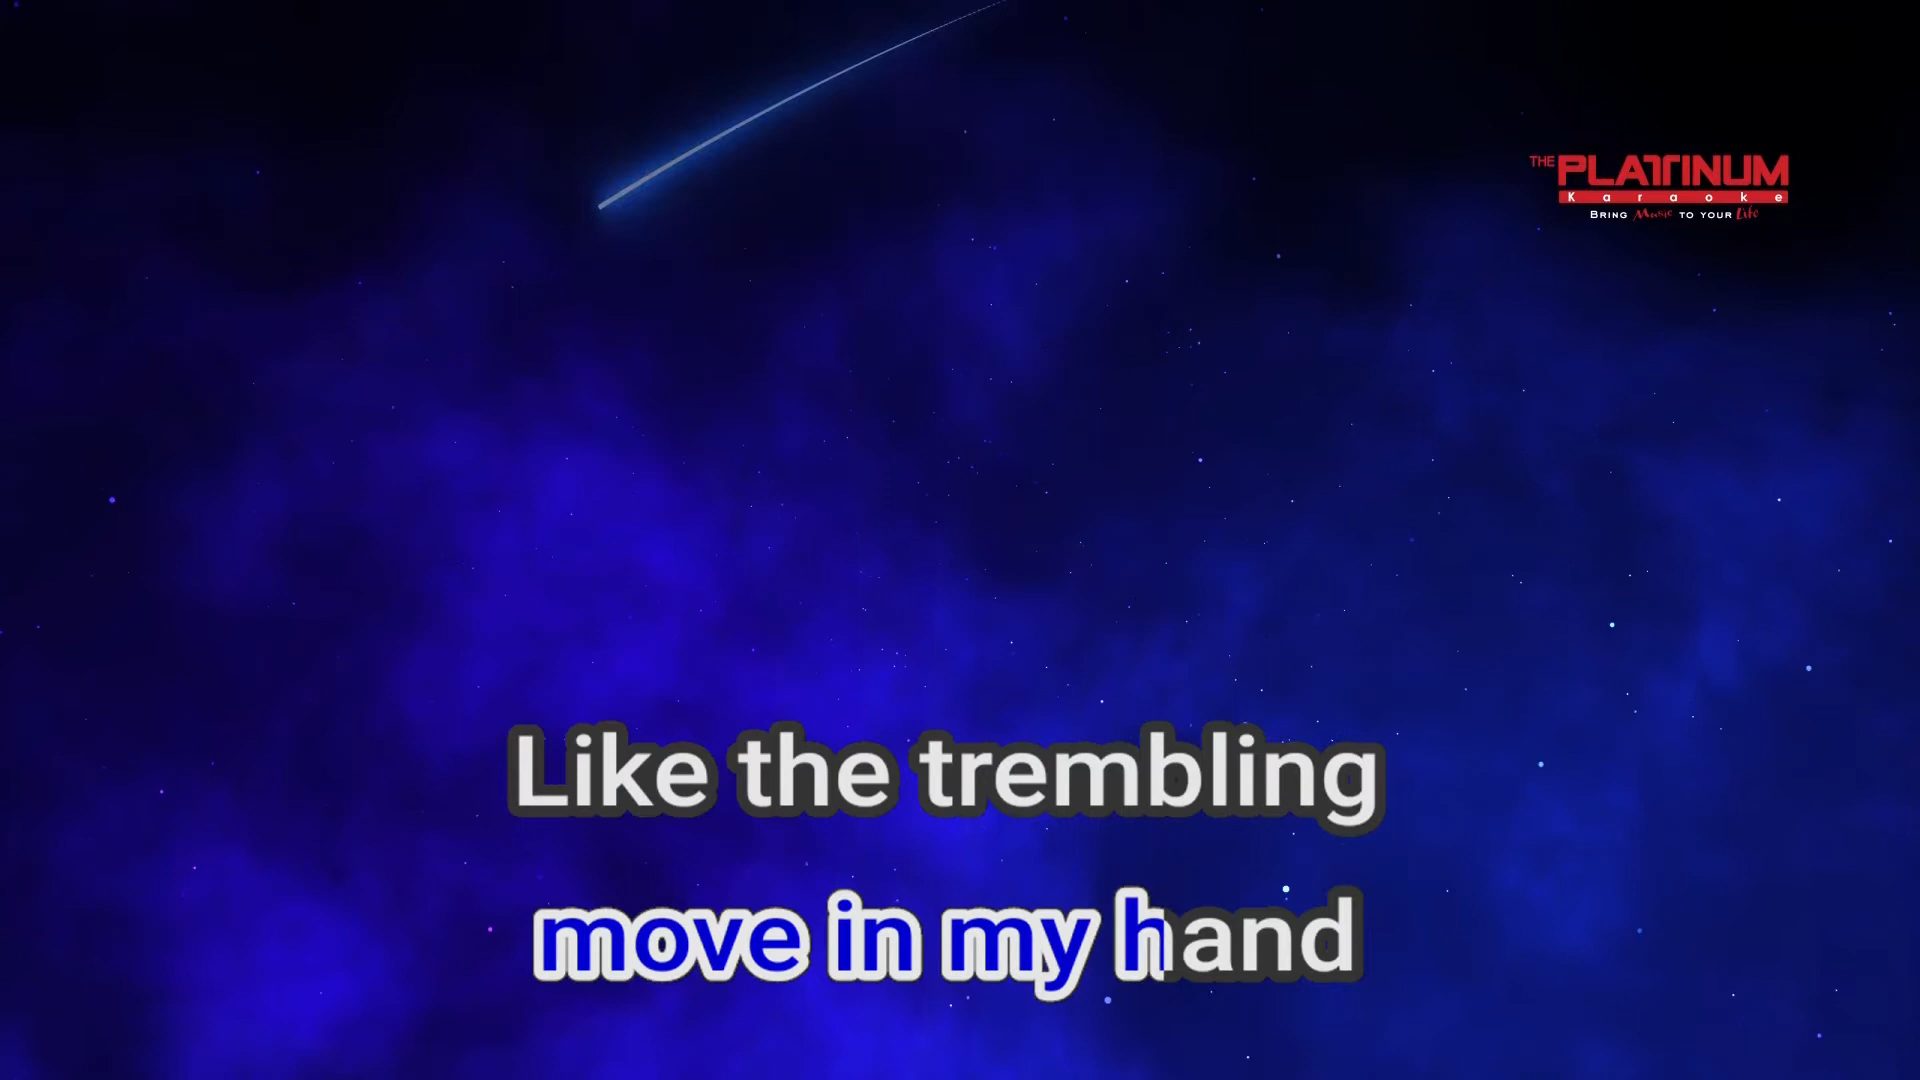 THE PLATINUM
Karaoke
BRING Music TO YOUR Life
Like the trembling
move in my hand